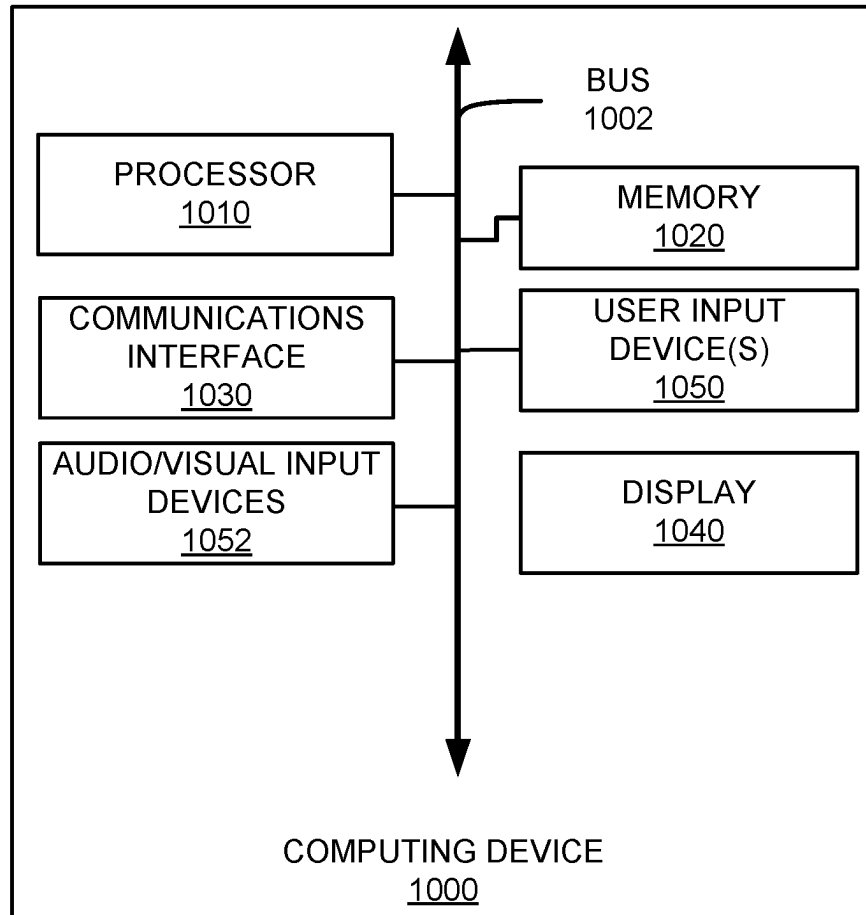 BUS
1002
PROCESSOR
1010
MEMORY
1020
COMMUNICATIONS
INTERFACE
1030
USER INPUT
DEVICE(S)
1050
AUDIO/VISUAL INPUT
DEVICES
1052
DISPLAY
1040
COMPUTING DEVICE
1000